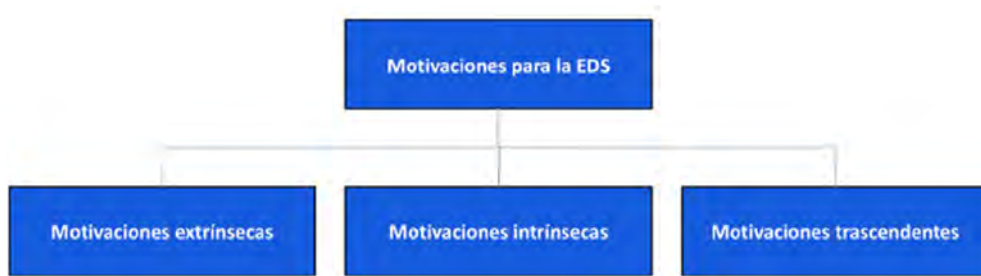 Motivaciones para la EDS
Motivaciones extrínsecas
Motivaciones intrínsecas
Motivaciones trascendentes